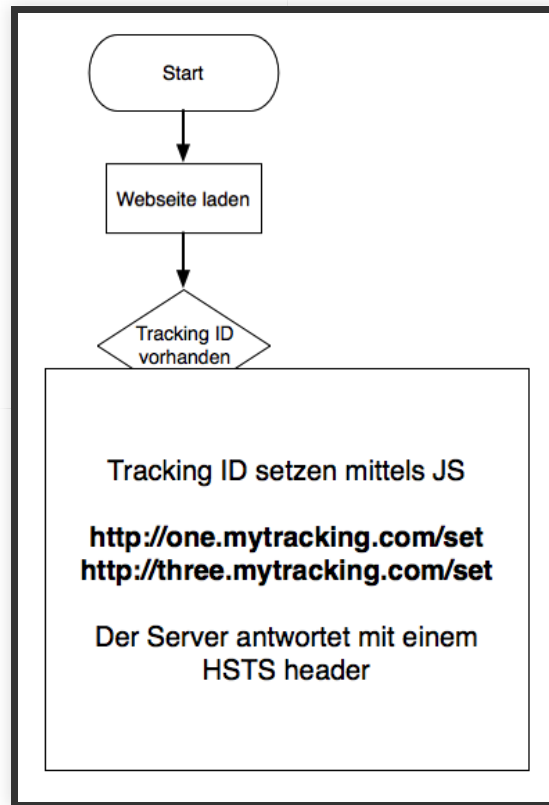 Start
Webseite laden
Tracking ID
vorhanden
Tracking ID setzen mittels JS
http://one.mytracking.com/set
http://three.mytracking.com/set
Der Server antwortet mit einem
HSTS header